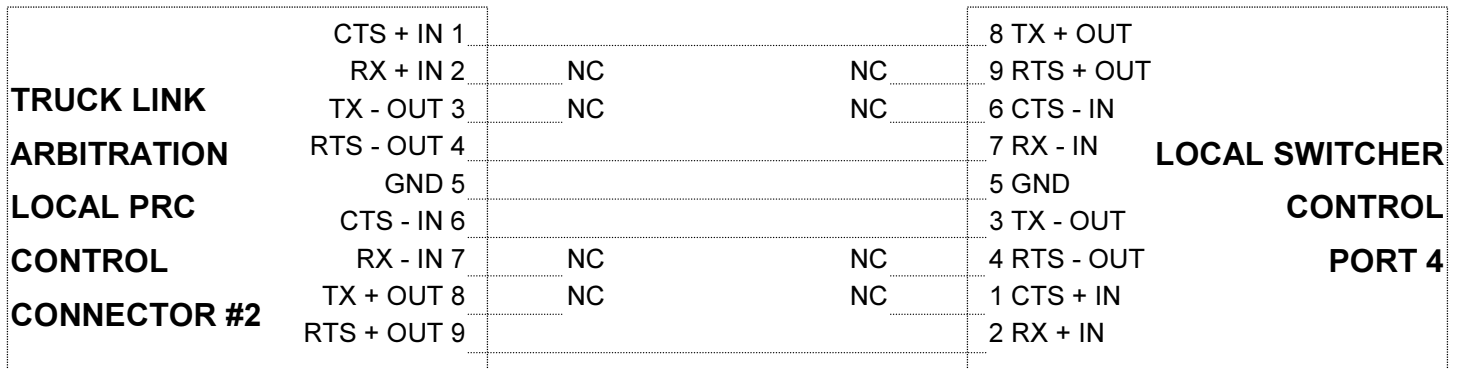 CTS + IN 1 8 TX + OUT
RX + IN 2 NC NC 9 RTS + OUT
TX - OUT 3 NC NC 6 CTS - IN
RTS - OUT 4 7 RX - IN
GND 5 5 GND
CTS - IN 6 3 TX - OUT
RX - IN 7 NC NC 4 RTS - OUT
TX + OUT 8 NC NC 1 CTS + IN
RTS + OUT 9 2 RX + IN
TRUCK LINK
ARBITRATION
LOCAL PRC
CONTROL
CONNECTOR #2
LOCAL SWITCHER
CONTROL
PORT 4